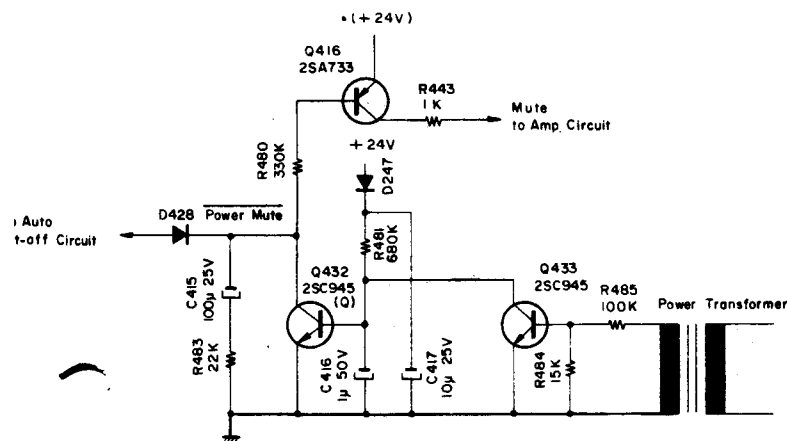 (+24V)
Q416
2SA733
R443
1K
Mute
to Amp. Circuit
+24V
R480
330K
D247
Auto
t-off Circuit
D428
Power Mute
R481
680K
C415
100μ 25V
Q432
2SC945
(Q)
Q433
2SC945
R485
100K
Power Transformer
R483
22K
C416
1μ 50V
C417
10μ 25V
R484
15K